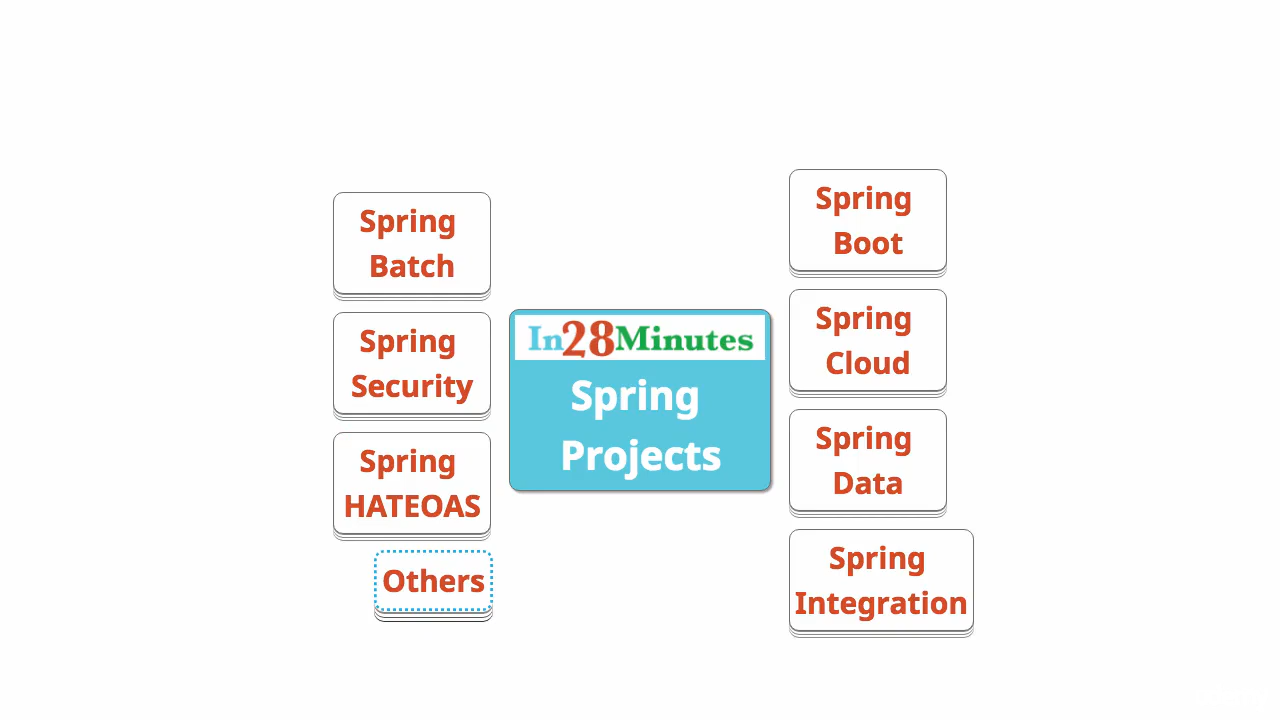 Spring
Batch
Spring
Security
Spring
HATEOAS
Others
In28Minutes
Spring
Projects
Spring
Boot
Spring
Cloud
Spring
Data
Spring
Integration